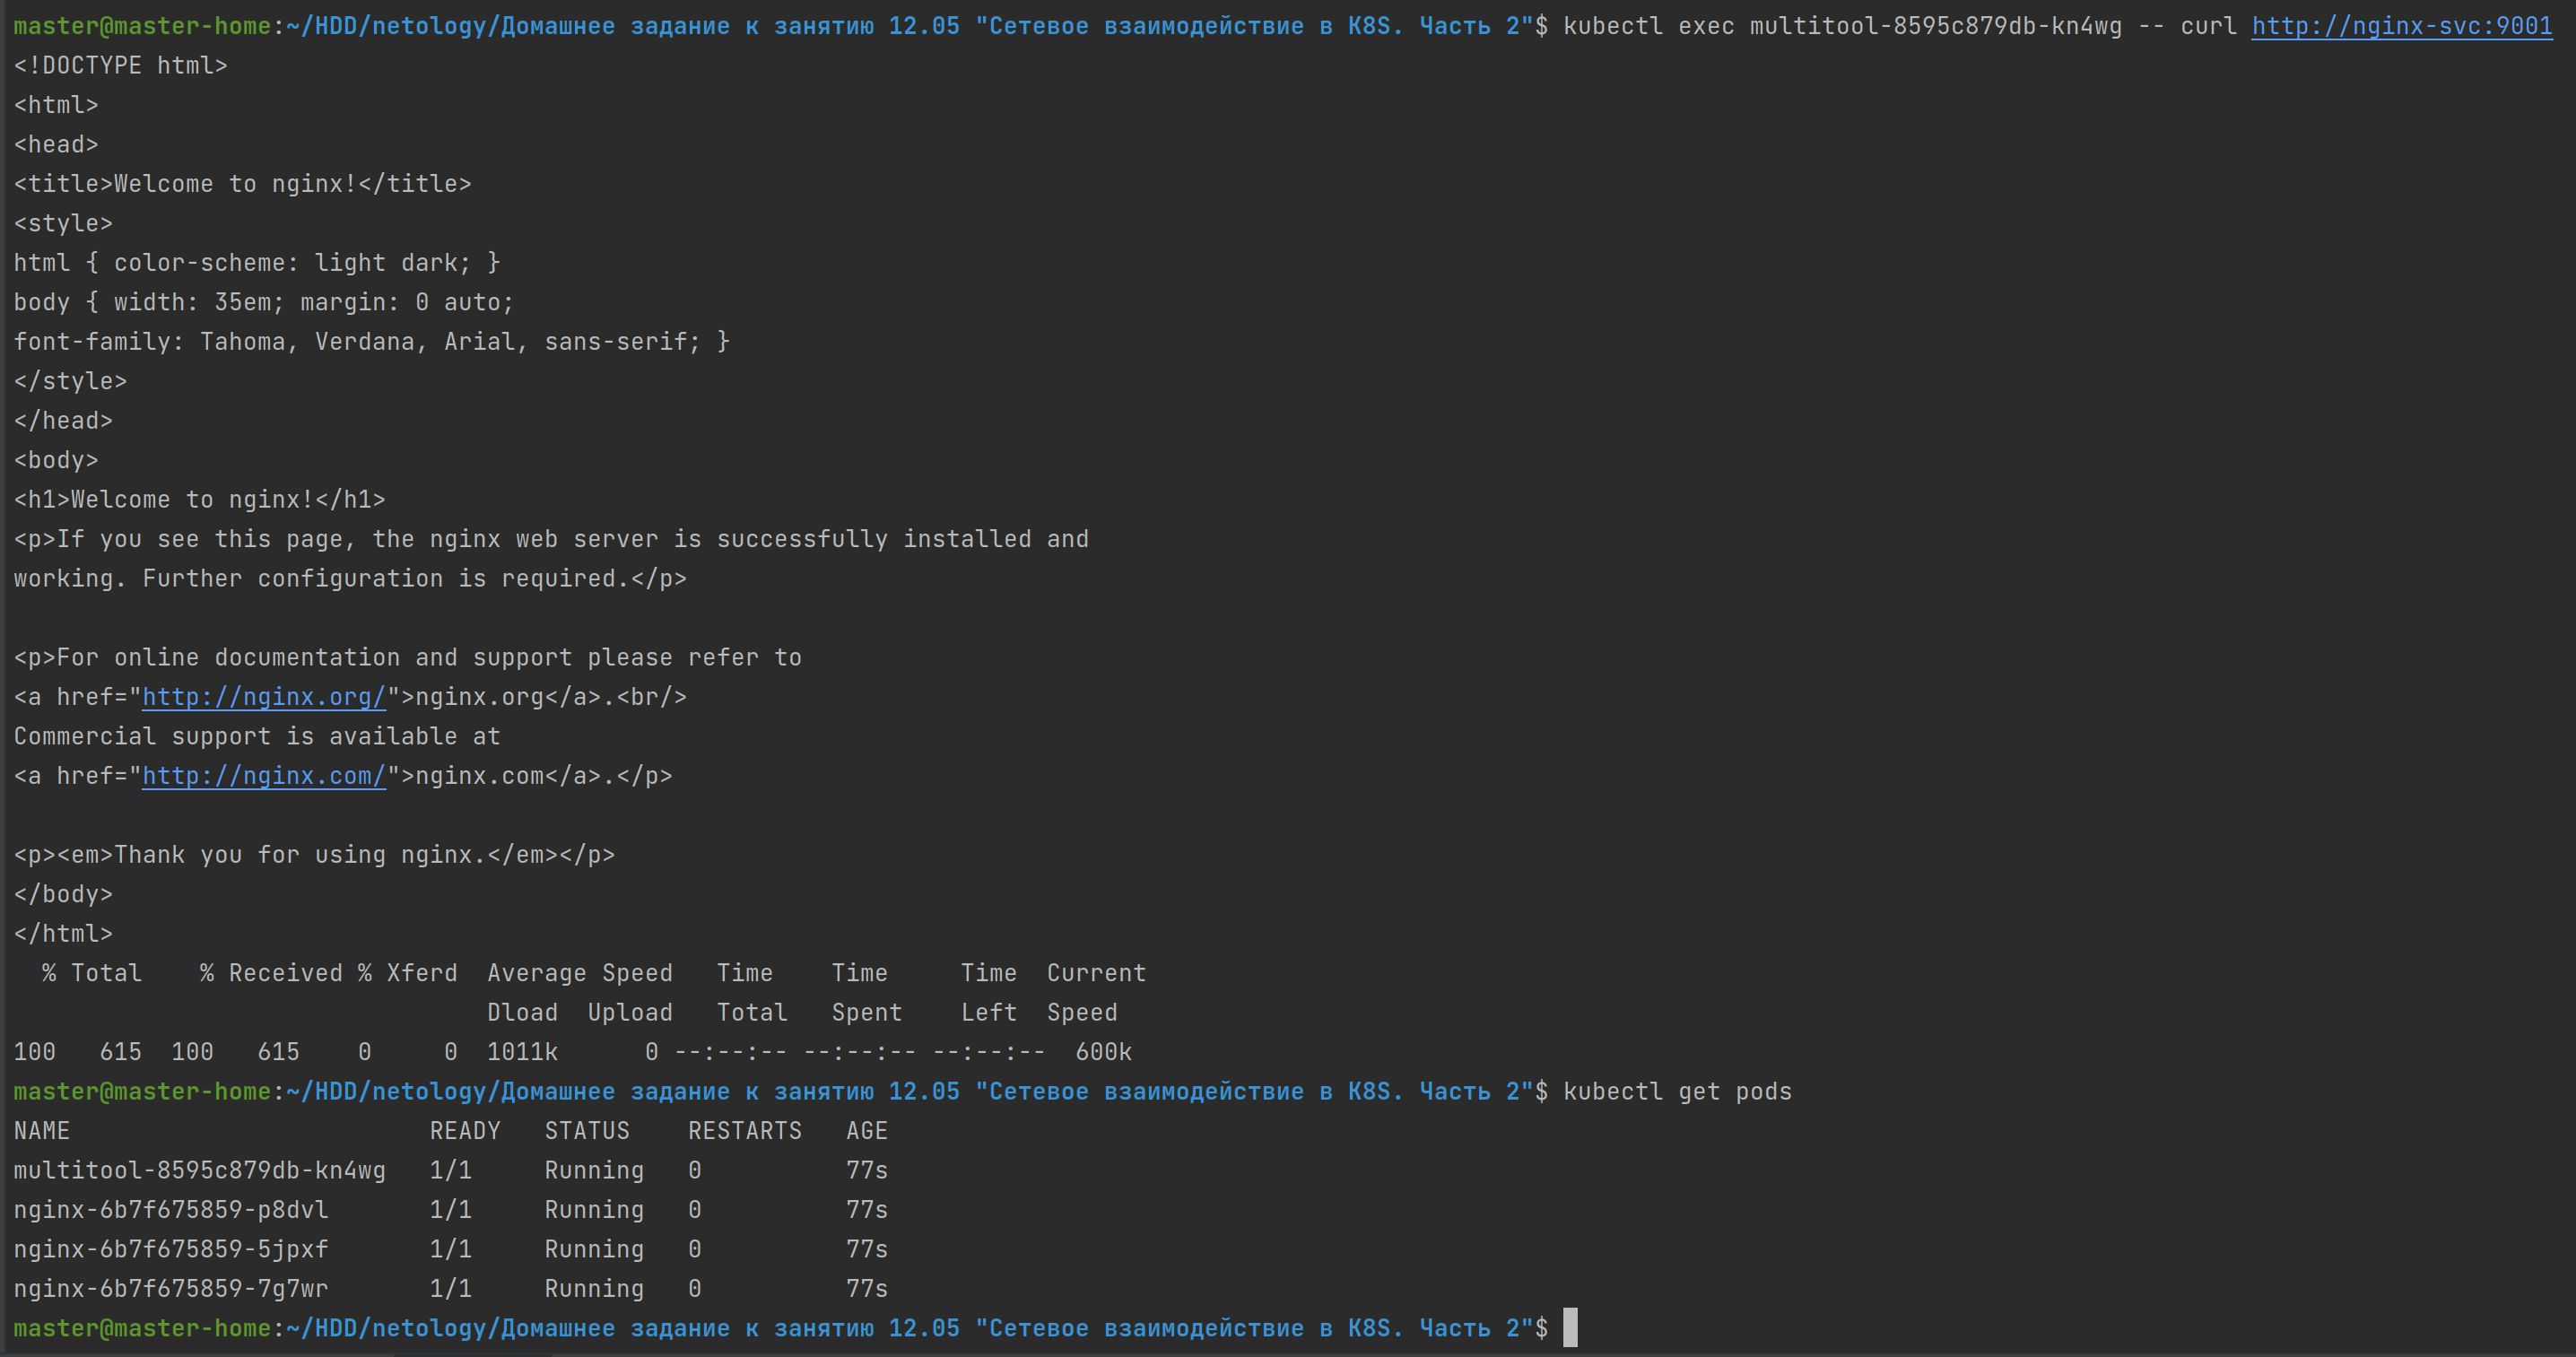 master@master-home:~/HDD/netology/Домашнее задание к занятию 12.05 "Сетевое взаимодействие в K8S. Часть 2"$ kubectl exec multitool-8595c879db-kn4wg -- curl http://nginx-svc:9001
<!DOCTYPE html>
<html>
<head>
<title>Welcome to nginx!</title>
<style>
html { color-scheme: light dark; }
body { width: 35em; margin: 0 auto;
font-family: Tahoma, Verdana, Arial, sans-serif; }
</style>
</head>
<body>
<h1>Welcome to nginx!</h1>
<p>If you see this page, the nginx web server is successfully installed and
working. Further configuration is required.</p>

<p>For online documentation and support please refer to
<a href="http://nginx.org/">nginx.org</a>.<br/>
Commercial support is available at
<a href="http://nginx.com/">nginx.com</a>.</p>

<p><em>Thank you for using nginx.</em></p>
</body>
</html>
  % Total    % Received % Xferd  Average Speed   Time    Time     Time  Current
                                 Dload  Upload   Total   Spent    Left  Speed
100   615  100   615    0     0  1011k      0 --:--:-- --:--:-- --:--:--  600k
master@master-home:~/HDD/netology/Домашнее задание к занятию 12.05 "Сетевое взаимодействие в K8S. Часть 2"$ kubectl get pods
NAME                         READY   STATUS    RESTARTS   AGE
multitool-8595c879db-kn4wg   1/1     Running   0          77s
nginx-6b7f675859-p8dvl       1/1     Running   0          77s
nginx-6b7f675859-5jpxf       1/1     Running   0          77s
nginx-6b7f675859-7g7wr       1/1     Running   0          77s
master@master-home:~/HDD/netology/Домашнее задание к занятию 12.05 "Сетевое взаимодействие в K8S. Часть 2"$